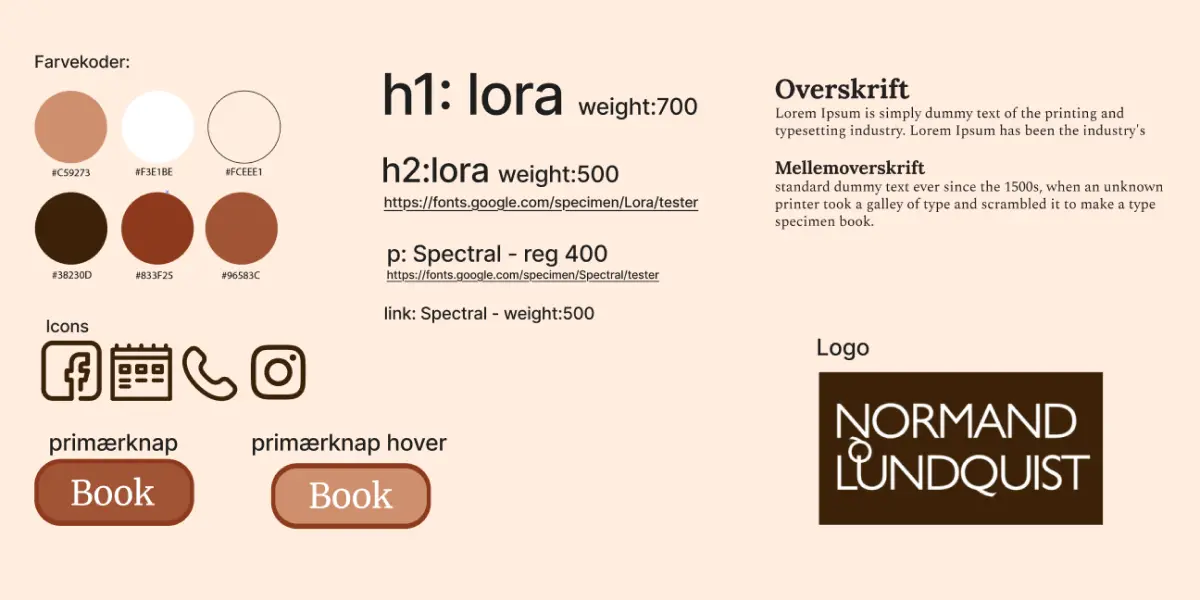 Farvekoder:
#C59273
#F3E1BE
#FCEEE1
#38230D
#833F25
#96583C
Icons
primærknap
primærknap hover
Book
Book
h1: lora weight:700
h2:lora weight:500
https://fonts.google.com/specimen/Lora/tester
p: Spectral - reg 400
https://fonts.google.com/specimen/Spectral/tester
link: Spectral - weight:500
Overskrift
Lorem Ipsum is simply dummy text of the printing and
typesetting industry. Lorem Ipsum has been the industry's
Mellemoverskrift
standard dummy text ever since the 1500s, when an unknown
printer took a galley of type and scrambled it to make a type
specimen book.
Logo
NORMAND
LUNDQUIST